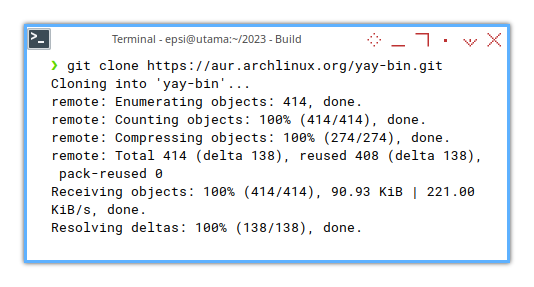 Terminal - epsi@utama:~/2023 - Build
❯ git clone https://aur.archlinux.org/yay-bin.git
Cloning into 'yay-bin'...
remote: Enumerating objects: 414, done.
remote: Counting objects: 100% (414/414), done.
remote: Compressing objects: 100% (274/274), done.
remote: Total 414 (delta 138), reused 408 (delta 138),
 pack-reused 0
Receiving objects: 100% (414/414), 90.93 KiB | 221.00
KiB/s, done.
Resolving deltas: 100% (138/138), done.